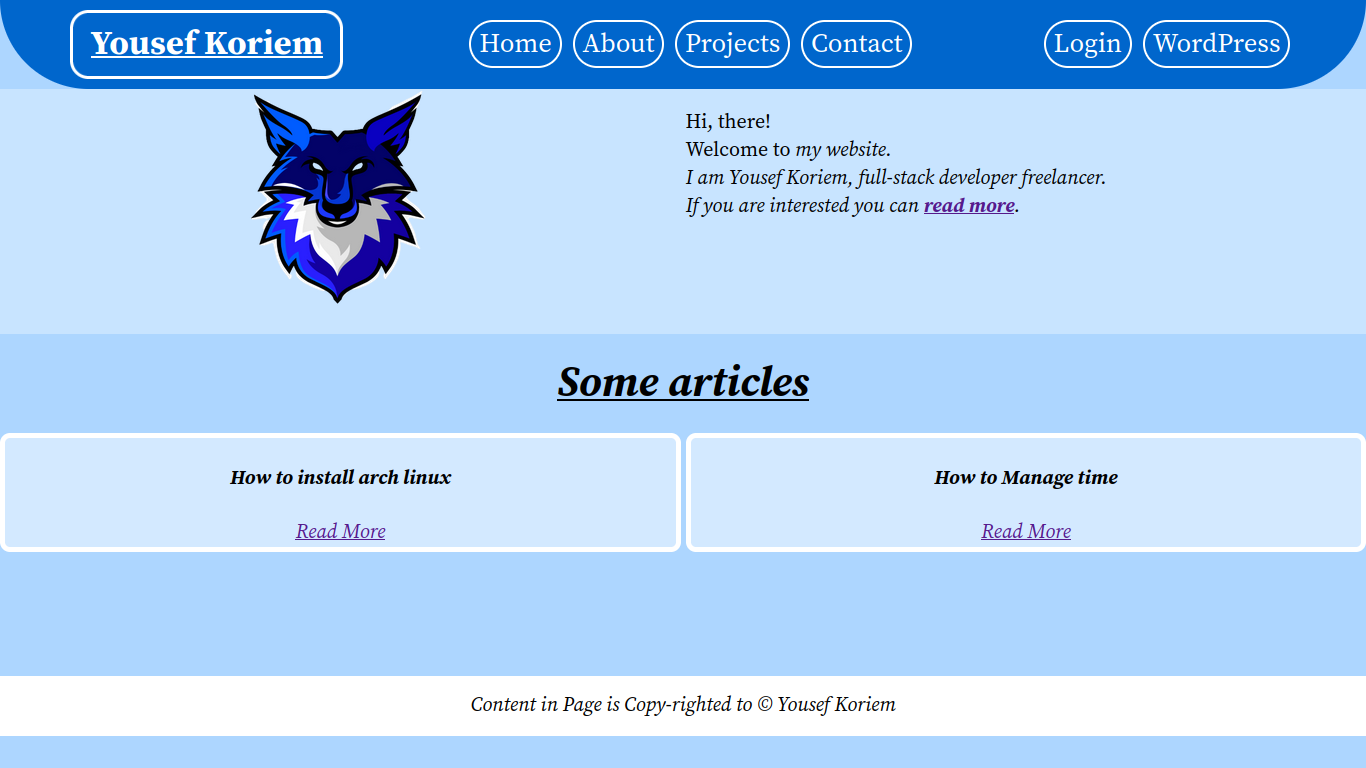 Yousef Koriem Home About Projects Contact Login WordPress
Hi, there!
Welcome to my website.
I am Yousef Koriem, full-stack developer freelancer.
If you are interested you can read more.
Some articles
How to install arch linux
Read More
How to Manage time
Read More
Content in Page is Copy-righted to © Yousef Koriem